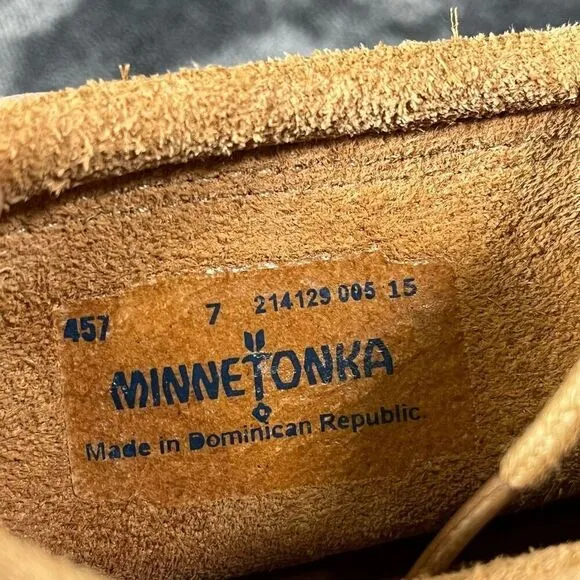 457 7 214129 005 15
MINNETONKA
Made in Dominican Republic.